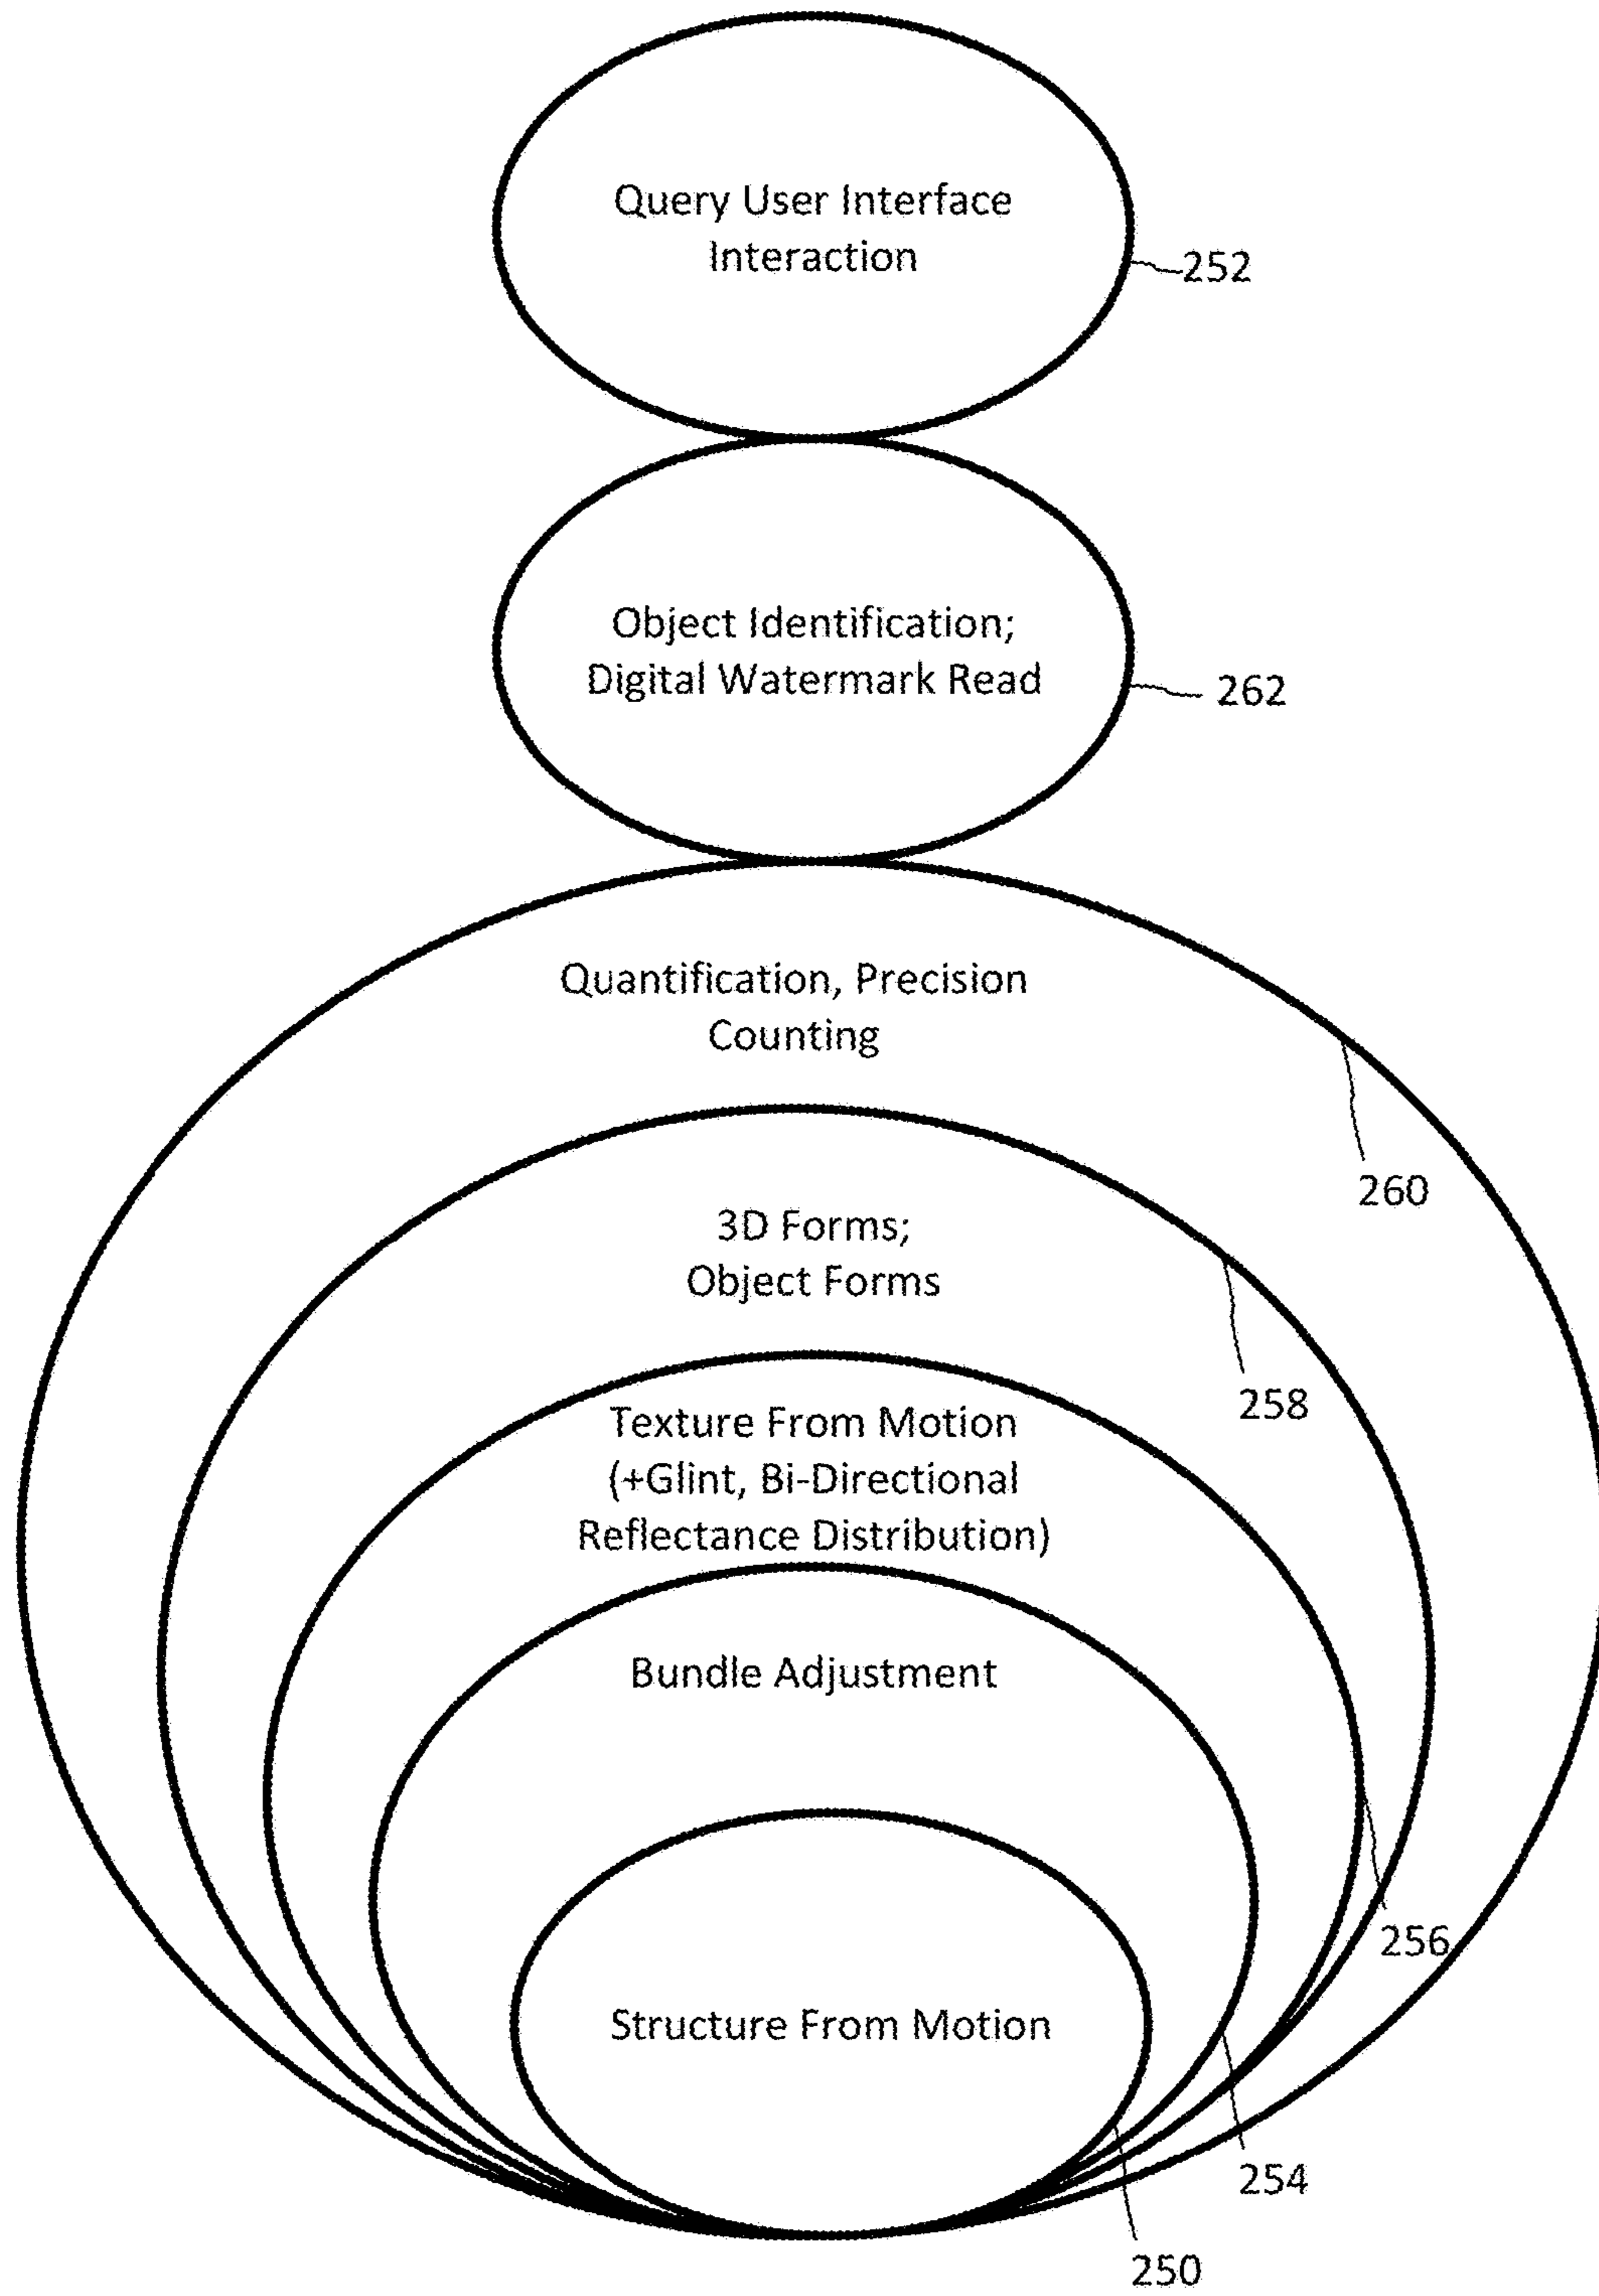 Query User Interface
Interaction
252
Object Identification;
Digital Watermark Read
262
Quantification, Precision
Counting
260
3D Forms;
Object Forms
258
Texture From Motion
(+Glint, Bi-Directional
Reflectance Distribution)
Bundle Adjustment
256
Structure From Motion
254
250